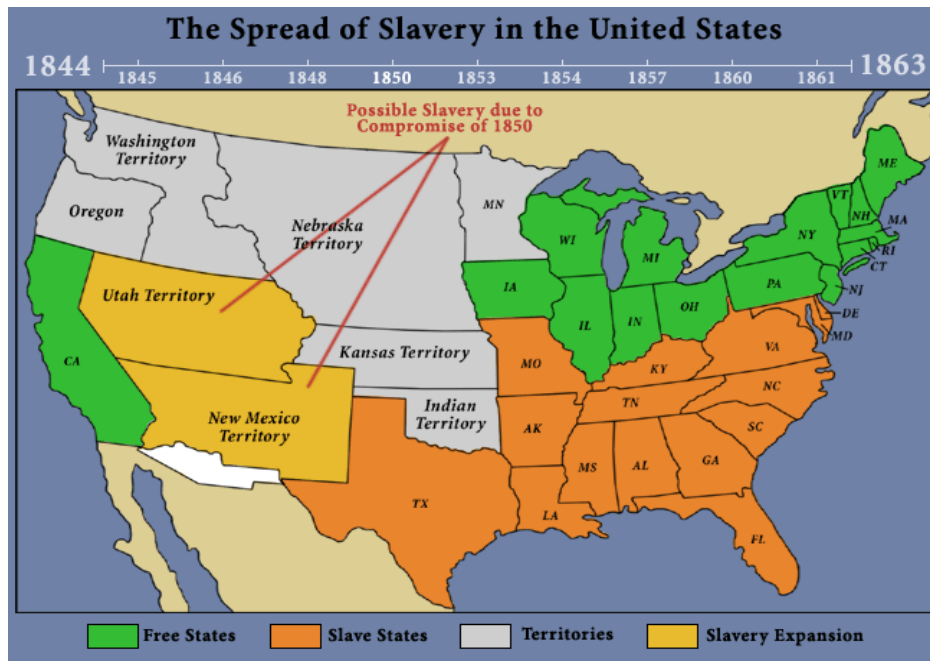 The Spread of Slavery in the United States
1844
1845 1846 1848 1850 1853 1854 1857 1860 1861
1863
Possible Slavery due to
Compromise of 1850
Washington
Territory
Oregon
Nebraska
Territory
MN
WI
MI
IA
IL
IN
OH
PA
NY
VT
NH
ME
MA
RI
CT
NJ
DE
MD
Utah Territory
CA
Kansas Territory
New Mexico
Territory
Indian
Territory
MO
KY
VA
NC
TN
SC
AK
MS
AL
GA
TX
LA
FL
Free States
Slave States
Territories
Slavery Expansion